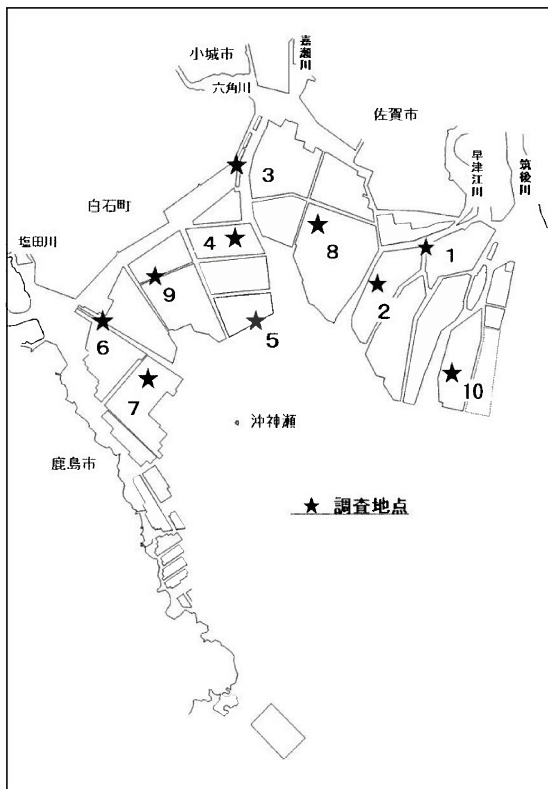 小城市
嘉瀬川
六角川
佐賀市
早津江川
筑後川
3
白石町
4
8
1
塩田川
9
2
6
5
7
10
沖神瀬
鹿島市
★ 調査地点